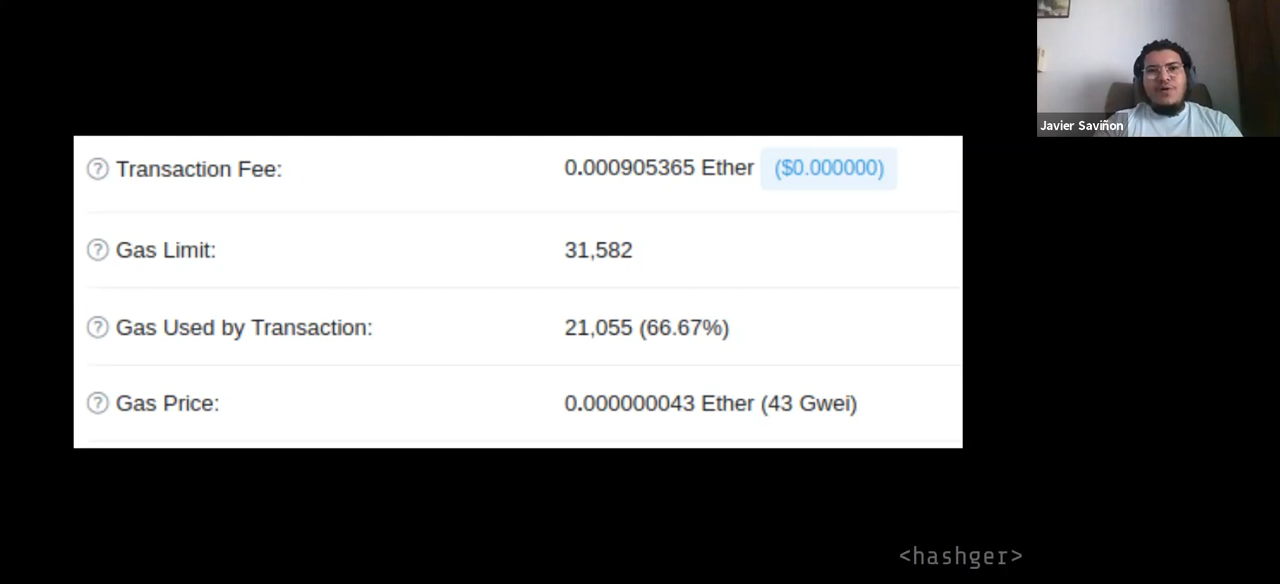 Javier Saviñon
Transaction Fee: 0.000905365 Ether ($0.000000)
Gas Limit: 31,582
Gas Used by Transaction: 21,055 (66.67%)
Gas Price: 0.000000043 Ether (43 Gwei)
<hashger>